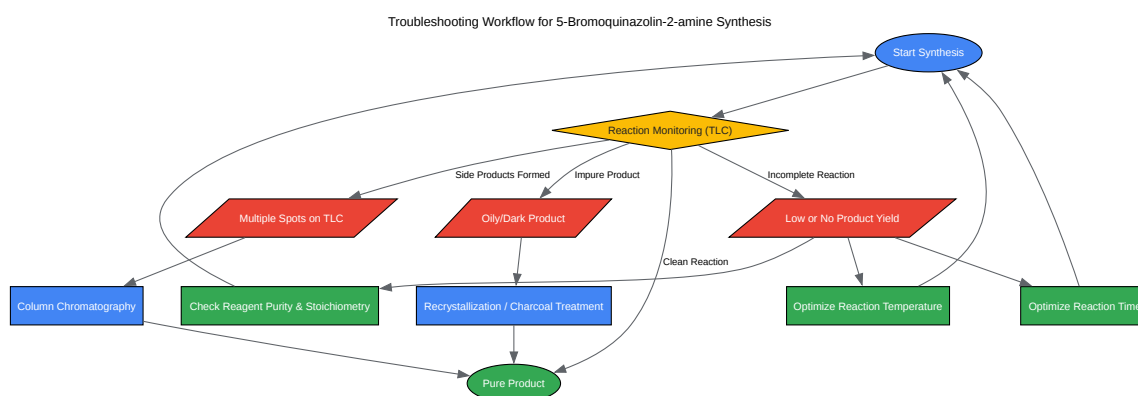 Troubleshooting Workflow for 5-Bromoquinazolin-2-amine Synthesis
Start Synthesis
Reaction Monitoring (TLC)
Side Products Formed
Impure Product
Incomplete Reaction
Multiple Spots on TLC
Oily/Dark Product
Low or No Product Yield
Clean Reaction
Column Chromatography
Check Reagent Purity & Stoichiometry
Recrystallization / Charcoal Treatment
Optimize Reaction Temperature
Optimize Reaction Time
Pure Product